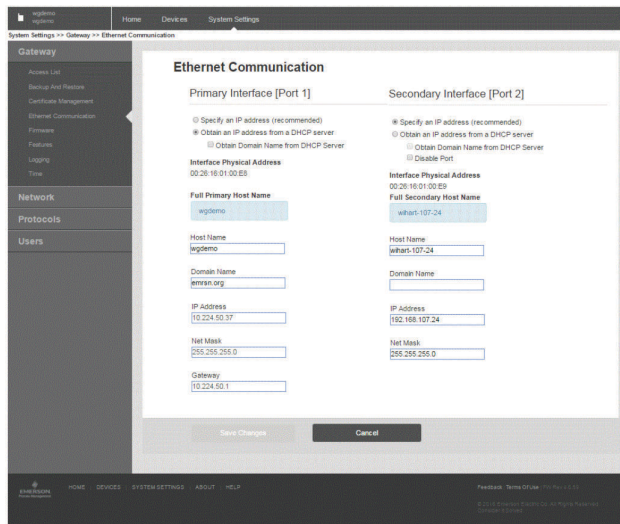 wgdemo
wgdemo
Home Devices System Settings
System Settings >> Gateway >> Ethernet Communication
Gateway
Access List
Backup And Restore
Certificate Management
Ethernet Communication
Firmware
Features
Logging
Time
Network
Protocols
Users
Ethernet Communication
Primary Interface [Port 1]
Specify an IP address (recommended)
Obtain an IP address from a DHCP server
Obtain Domain Name from DHCP Server
Interface Physical Address
00:26:16:01:00:E8
Full Primary Host Name
wgdemo
Host Name
wgdemo
Domain Name
emrsn.org
IP Address
10.224.50.37
Net Mask
255.255.255.0
Gateway
10.224.50.1
Secondary Interface [Port 2]
Specify an IP address (recommended)
Obtain an IP address from a DHCP server
Obtain Domain Name from DHCP Server
Disable Port
Interface Physical Address
00:26:16:01:00:E9
Full Secondary Host Name
wihart-107-24
Host Name
wihart-107-24
Domain Name
IP Address
192.168.107.24
Net Mask
255.255.255.0
Save Changes Cancel
EMERSON
HOME DEVICES SYSTEM SETTINGS ABOUT HELP
Feedback Terms Of Use
Emerson Electric Co. All Rights Reserved.